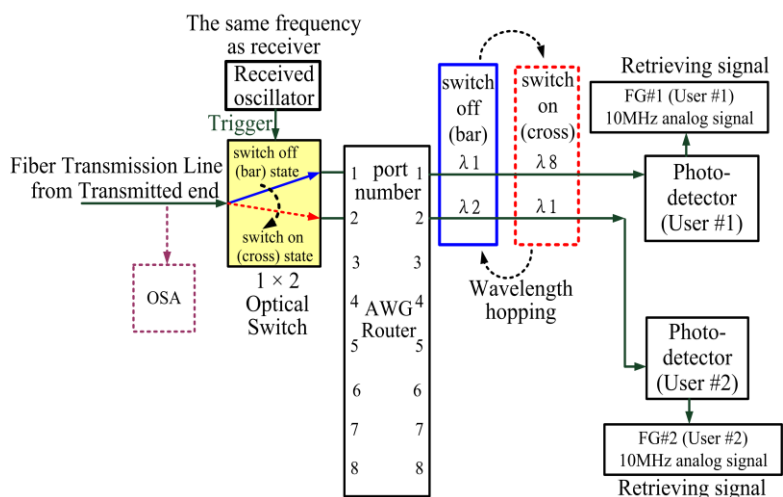 The same frequency
as receiver
Received
oscillator
Trigger
Fiber Transmission Line
from Transmitted end
switch off
(bar) state
switch on
(cross) state
1 × 2
Optical
Switch
OSA
port
number
1
2
3
4
5
6
7
8
1
2
3
4
5
6
7
8
AWG
Router
switch
off
(bar)
λ1
λ2
switch
on
(cross)
λ8
λ1
Wavelength
hopping
Retrieving signal
FG#1 (User #1)
10MHz analog signal
Photo-
detector
(User #1)
Photo-
detector
(User #2)
FG#2 (User #2)
10MHz analog signal
Retrieving signal